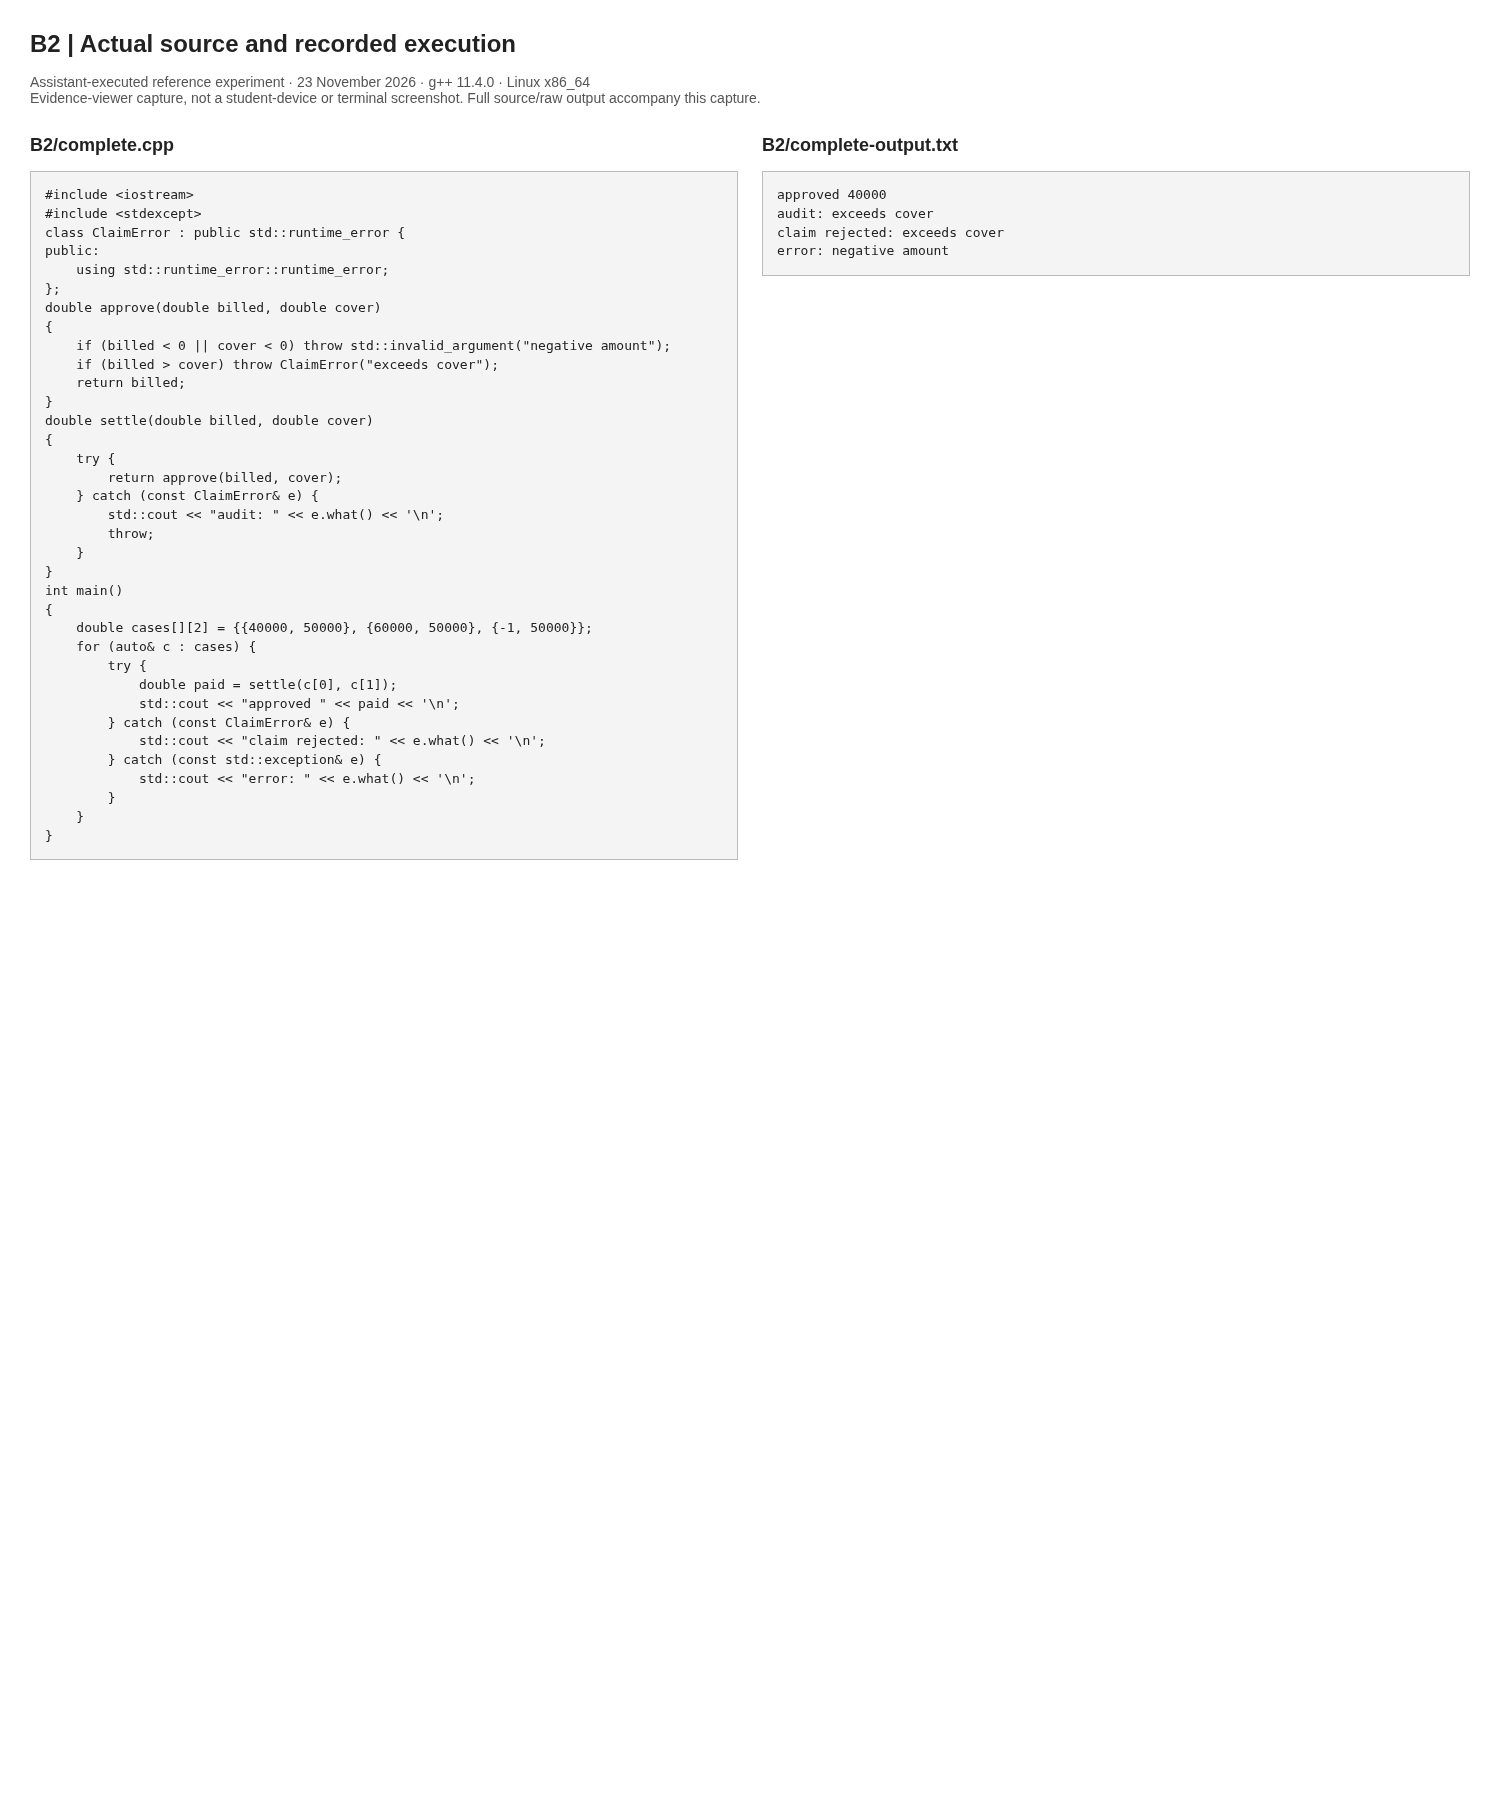 B2 | Actual source and recorded execution
Assistant-executed reference experiment · 23 November 2026 · g++ 11.4.0 · Linux x86_64
Evidence-viewer capture, not a student-device or terminal screenshot. Full source/raw output accompany this capture.
B2/complete.cpp
#include <iostream>
#include <stdexcept>
class ClaimError : public std::runtime_error {
public:
    using std::runtime_error::runtime_error;
};
double approve(double billed, double cover)
{
    if (billed < 0 || cover < 0) throw std::invalid_argument("negative amount");
    if (billed > cover) throw ClaimError("exceeds cover");
    return billed;
}
double settle(double billed, double cover)
{
    try {
        return approve(billed, cover);
    } catch (const ClaimError& e) {
        std::cout << "audit: " << e.what() << '\n';
        throw;
    }
}
int main()
{
    double cases[][2] = {{40000, 50000}, {60000, 50000}, {-1, 50000}};
    for (auto& c : cases) {
        try {
            double paid = settle(c[0], c[1]);
            std::cout << "approved " << paid << '\n';
        } catch (const ClaimError& e) {
            std::cout << "claim rejected: " << e.what() << '\n';
        } catch (const std::exception& e) {
            std::cout << "error: " << e.what() << '\n';
        }
    }
}
B2/complete-output.txt
approved 40000
audit: exceeds cover
claim rejected: exceeds cover
error: negative amount